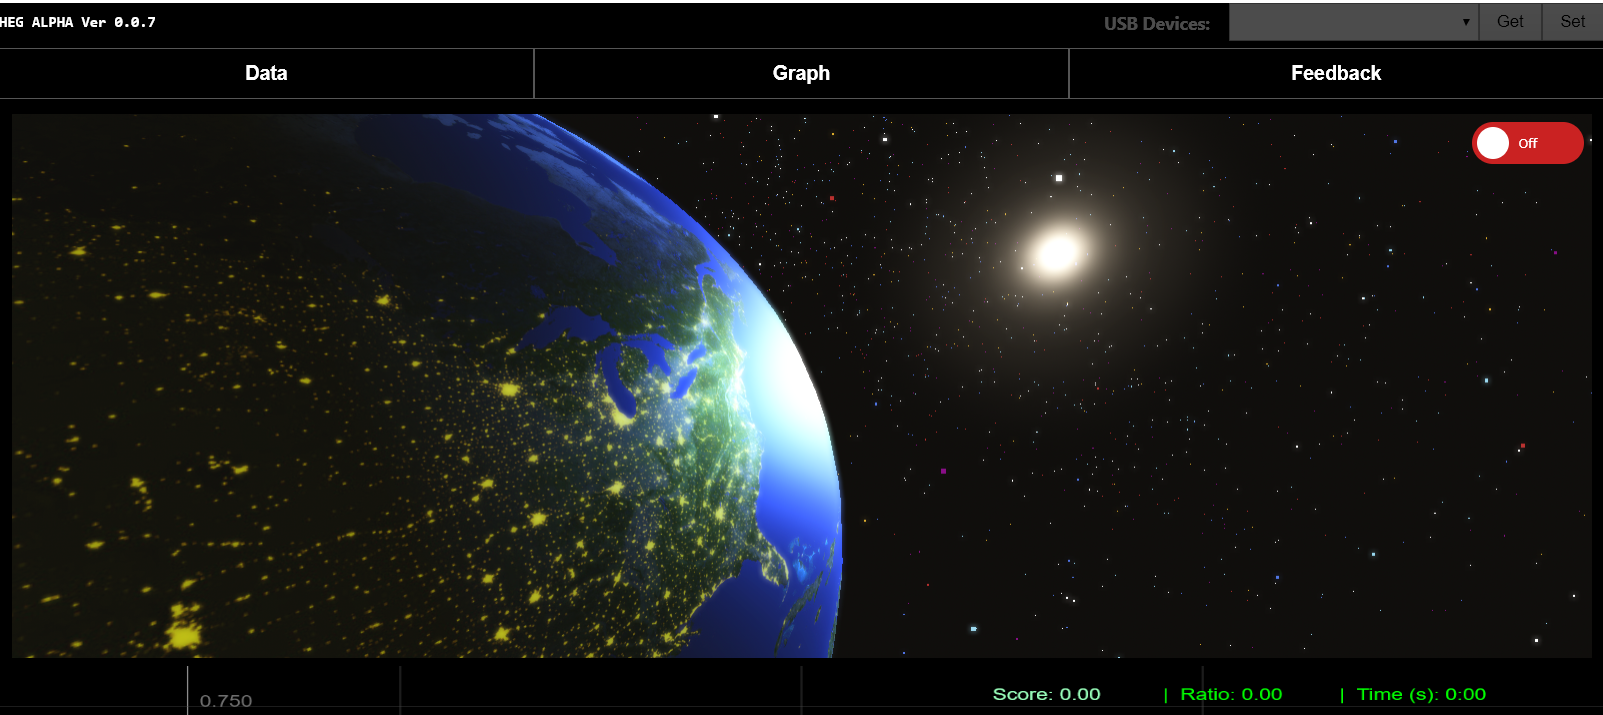 HEG ALPHA Ver 0.0.7
USB Devices: Get Set
Data Graph Feedback
Off
0.750
Score: 0.00 | Ratio: 0.00 | Time (s): 0:00